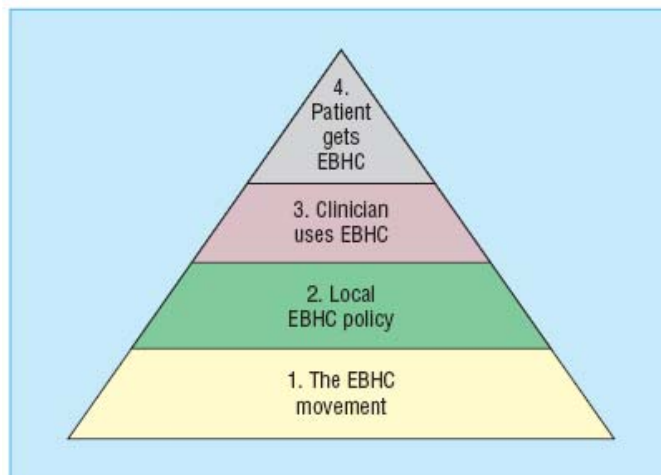 4.
Patient
gets
EBHC
3. Clinician
uses EBHC
2. Local
EBHC policy
1. The EBHC
movement